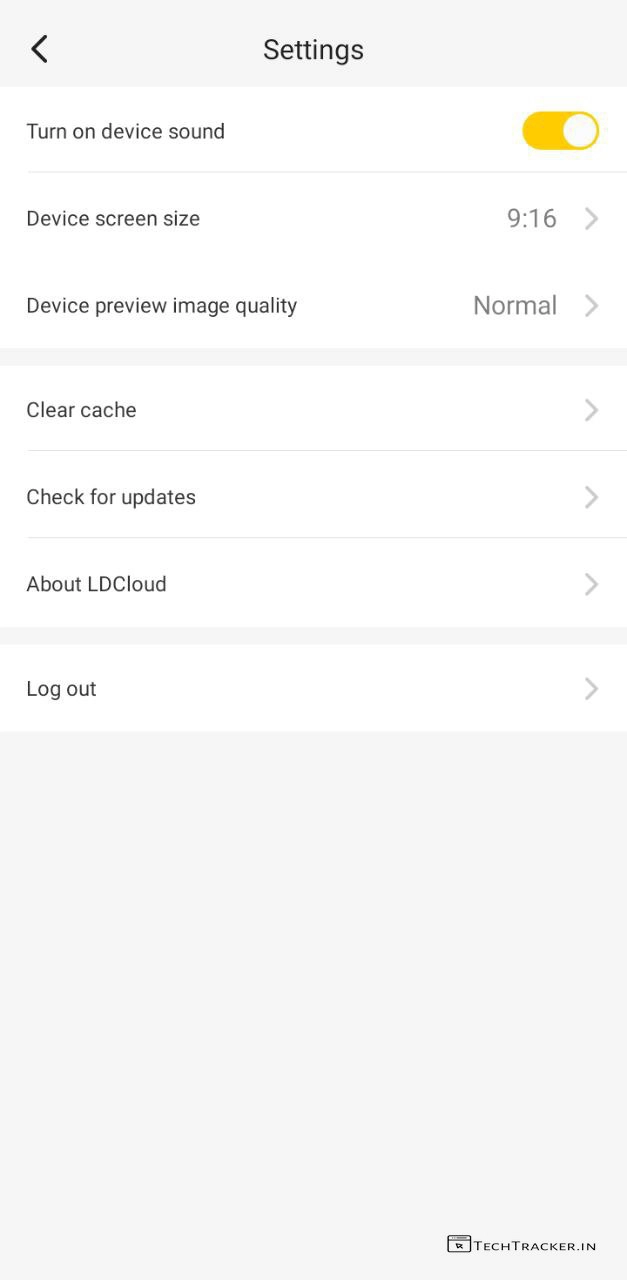 Settings
Turn on device sound
Device screen size 9:16
Device preview image quality Normal
Clear cache
Check for updates
About LDCloud
Log out
TECHTRACKER.IN